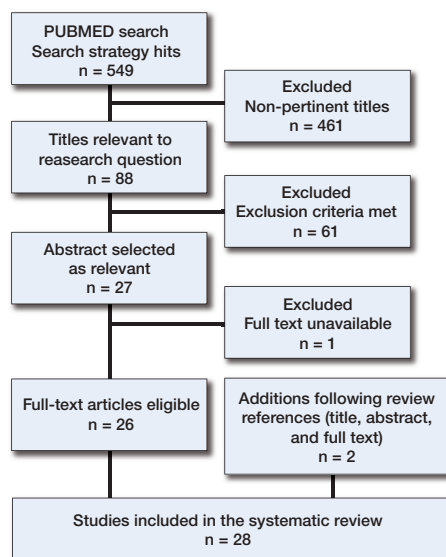 PUBMED search
Search strategy hits
n = 549
Excluded
Non-pertinent titles
n = 461
Titles relevant to
reasearch question
n = 88
Excluded
Exclusion criteria met
n = 61
Abstract selected
as relevant
n = 27
Excluded
Full text unavailable
n = 1
Full-text articles eligible
n = 26
Additions following review
references (title, abstract,
and full text)
n = 2
Studies included in the systematic review
n = 28